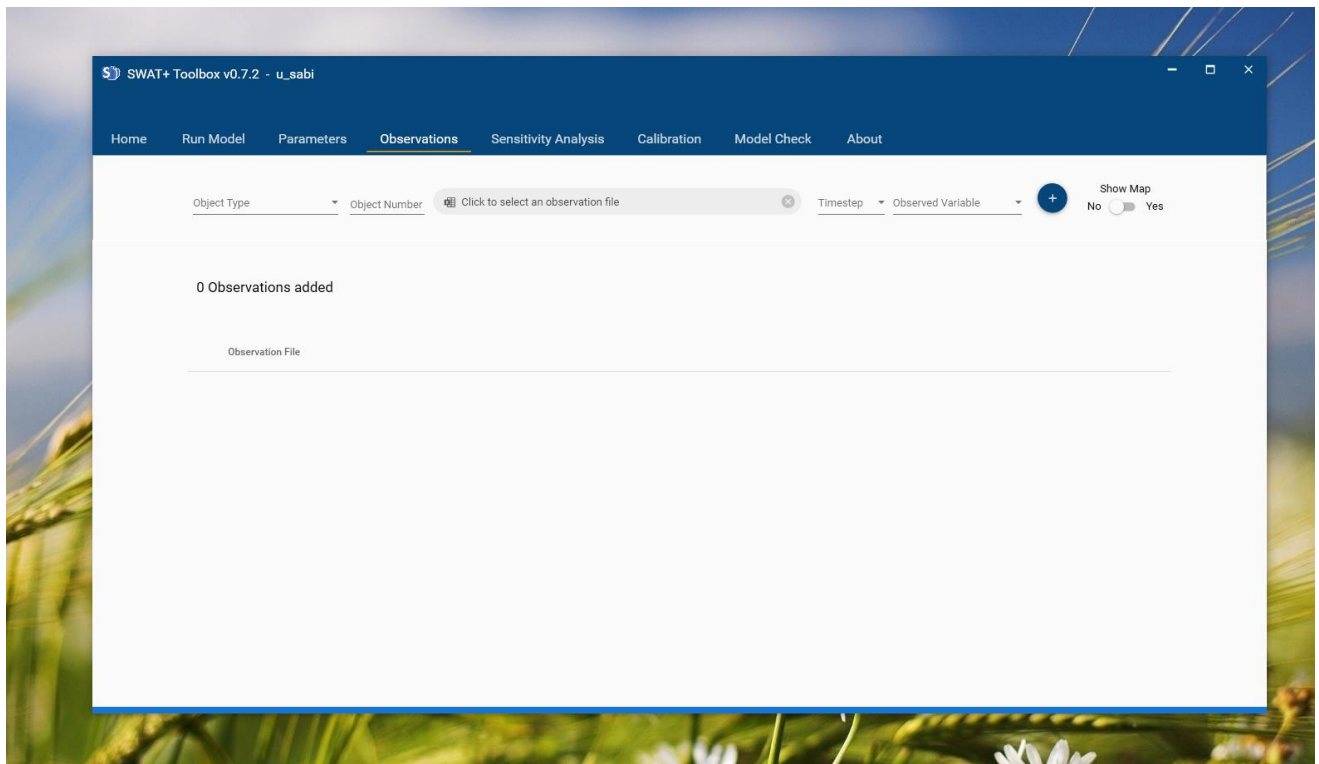 SWAT+ Toolbox v0.7.2 - u_sabi
Home Run Model Parameters Observations Sensitivity Analysis Calibration Model Check About
Show Map
Object Type Object Number Click to select an observation file Timestep Observed Variable + No Yes
0 Observations added
Observation File